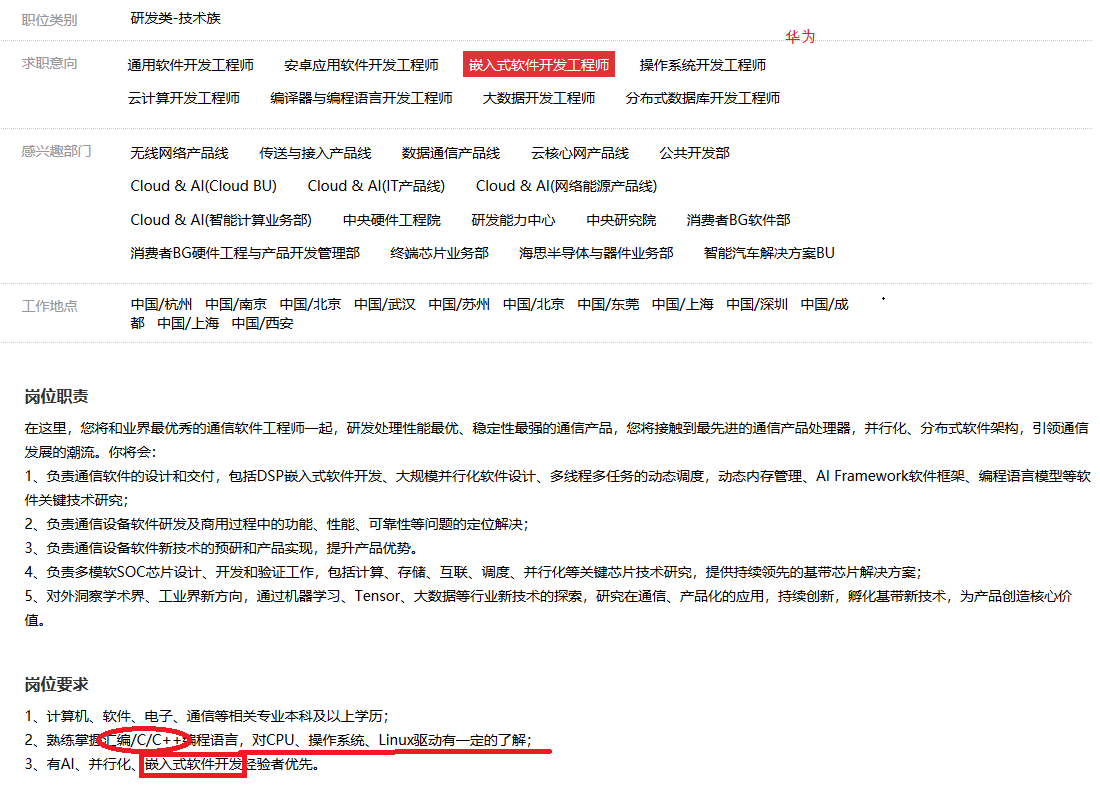 职位类别 研发类-技术族
华为
求职意向 通用软件开发工程师 安卓应用软件开发工程师 嵌入式软件开发工程师 操作系统开发工程师
云计算开发工程师 编译器与编程语言开发工程师 大数据开发工程师 分布式数据库开发工程师
感兴趣部门 无线网络产品线 传送与接入产品线 数据通信产品线 云核心网产品线 公共开发部
Cloud & AI(Cloud BU) Cloud & AI(IT产品线) Cloud & AI(网络能源产品线)
Cloud & AI(智能计算业务部) 中央硬件工程院 研发能力中心 中央研究院 消费者BG软件部
消费者BG硬件工程与产品开发管理部 终端芯片业务部 海思半导体与器件业务部 智能汽车解决方案BU
工作地点 中国/杭州 中国/南京 中国/北京 中国/武汉 中国/苏州 中国/北京 中国/东莞 中国/上海 中国/深圳 中国/成
都 中国/上海 中国/西安
岗位职责
在这里，您将和业界最优秀的通信软件工程师一起，研发处理性能最优、稳定性最强的通信产品，您将接触到最先进的通信产品处理器，并行化、分布式软件架构，引领通信
发展的潮流。你将会：
1、负责通信软件的设计和交付，包括DSP嵌入式软件开发、大规模并行化软件设计、多线程多任务的动态调度，动态内存管理、AI Framework软件框架、编程语言模型等软
件关键技术研究；
2、负责通信设备软件研发及商用过程中的功能、性能、可靠性等问题的定位解决；
3、负责通信设备软件新技术的预研和产品实现，提升产品优势。
4、负责多模软SOC芯片设计、开发和验证工作，包括计算、存储、互联、调度、并行化等关键芯片技术研究，提供持续领先的基带芯片解决方案；
5、对外洞察学术界、工业界新方向，通过机器学习、Tensor、大数据等行业新技术的探索，研究在通信、产品化的应用，持续创新，孵化基带新技术，为产品创造核心价
值。
岗位要求
1、计算机、软件、电子、通信等相关专业本科及以上学历；
2、熟练掌握汇编/C/C++编程语言，对CPU、操作系统、Linux驱动有一定的了解；
3、有AI、并行化、嵌入式软件开发经验者优先。